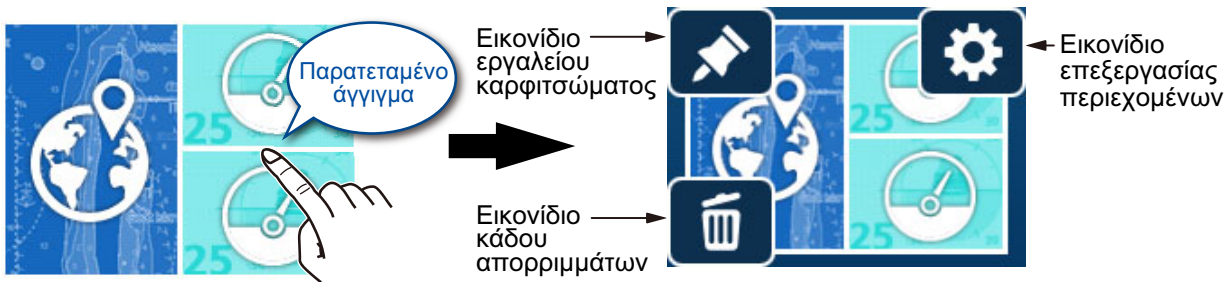 Παρατεταμένο
άγγιγμα
25
25
Εικονίδιο
εργαλείου
καρφιτσώματος
Εικονίδιο
κάδου
απορριμμάτων
25
25
Εικονίδιο
επεξεργασίας
περιεχομένων